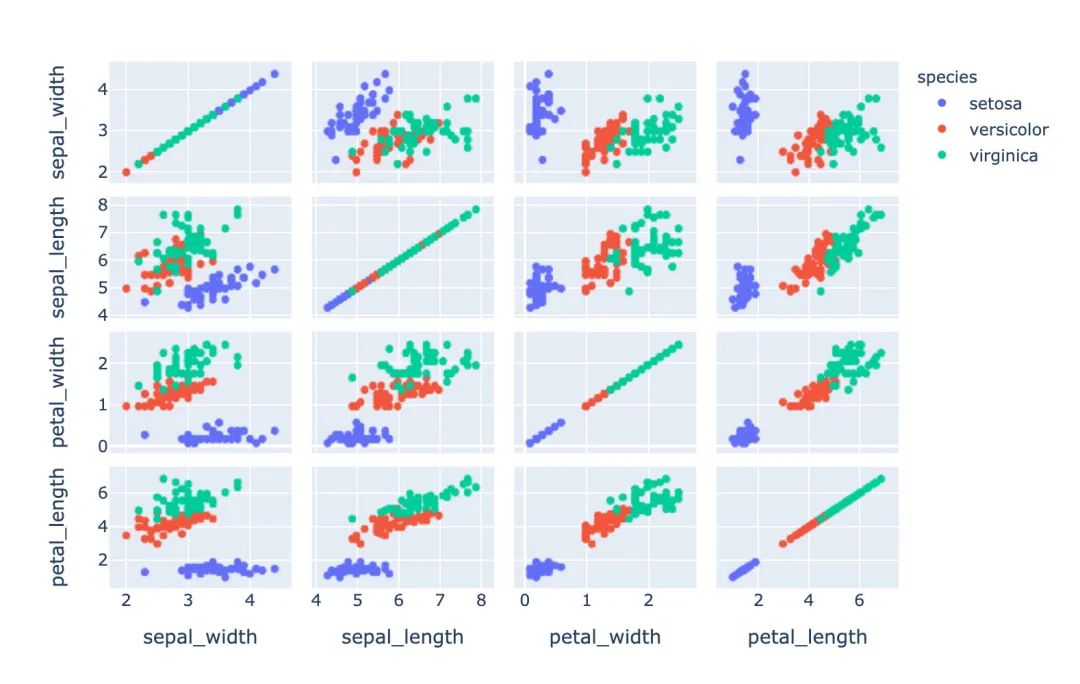 species
setosa
versicolor
virginica
sepal_width
4
3
2
sepal_length
8
7
6
5
4
petal_width
2
1
0
petal_length
6
4
2
2 3 4
4 5 6 7 8
0 1 2
2 4 6
sepal_width
sepal_length
petal_width
petal_length